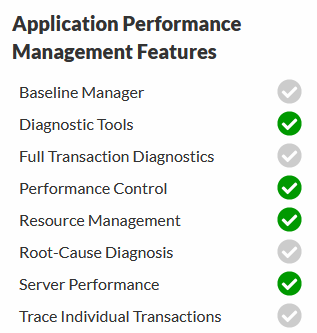 Application Performance
Management Features
Baseline Manager
Diagnostic Tools
Full Transaction Diagnostics
Performance Control
Resource Management
Root-Cause Diagnosis
Server Performance
Trace Individual Transactions